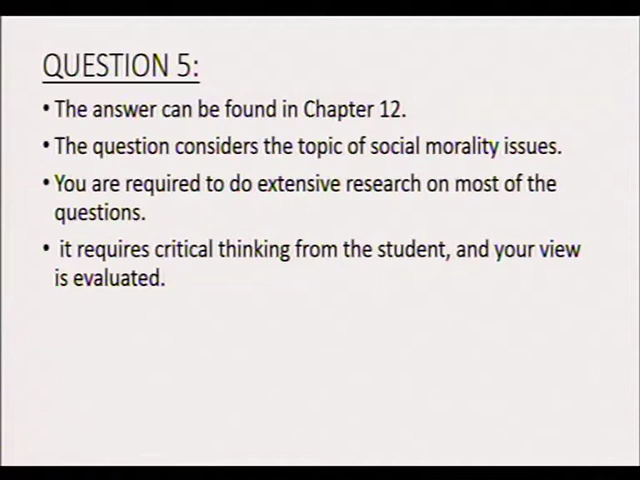 QUESTION 5:
• The answer can be found in Chapter 12.
• The question considers the topic of social morality issues.
• You are required to do extensive research on most of the
questions.
• it requires critical thinking from the student, and your view
is evaluated.